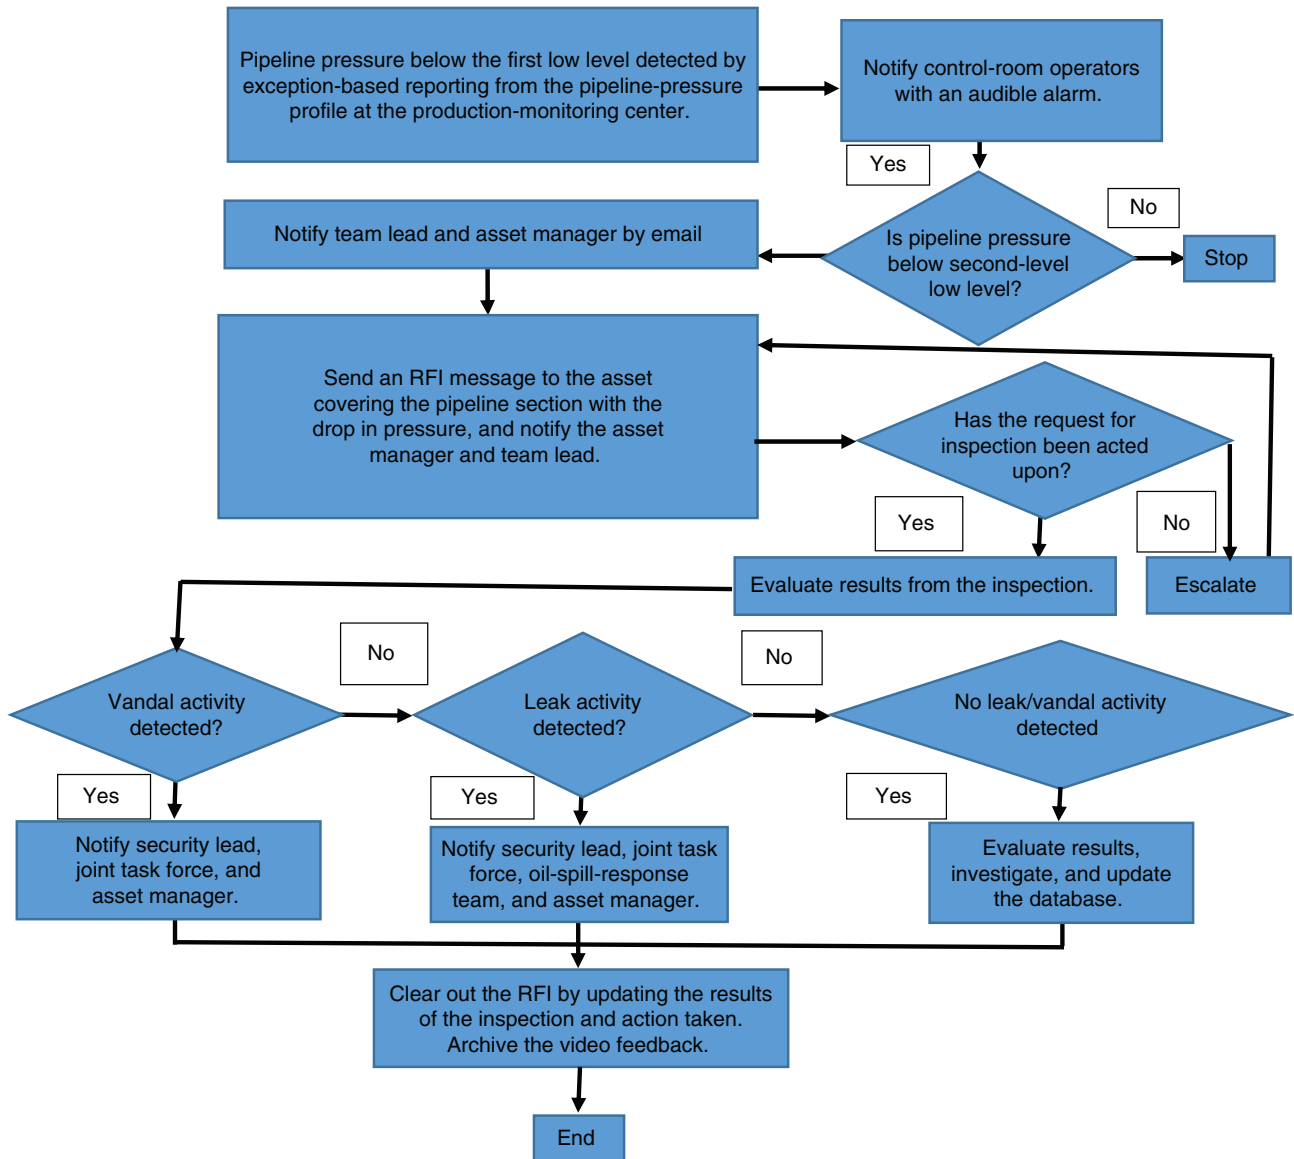 Pipeline pressure below the first low level detected by
exception-based reporting from the pipeline-pressure
profile at the production-monitoring center.
Notify control-room operators
with an audible alarm.
Yes
No
Is pipeline pressure
below second-level
low level?
Stop
Notify team lead and asset manager by email
Send an RFI message to the asset
covering the pipeline section with the
drop in pressure, and notify the asset
manager and team lead.
Has the request for
inspection been acted
upon?
Yes
No
Evaluate results from the inspection.
Escalate
Vandal activity
detected?
No
Leak activity
detected?
No
No leak/vandal activity
detected
Yes
Yes
Yes
Notify security lead,
joint task force, and
asset manager.
Notify security lead, joint task
force, oil-spill-response
team, and asset manager.
Evaluate results,
investigate, and update
the database.
Clear out the RFI by updating the results
of the inspection and action taken.
Archive the video feedback.
End